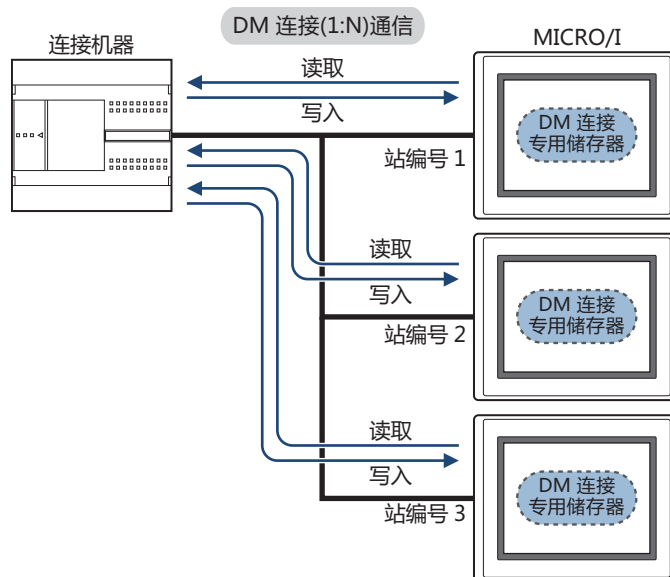 DM 连接(1:N)通信
连接机器
MICRO/I
读取
写入
DM 连接
专用储存器
站编号 1
读取
写入
DM 连接
专用储存器
站编号 2
读取
写入
DM 连接
专用储存器
站编号 3